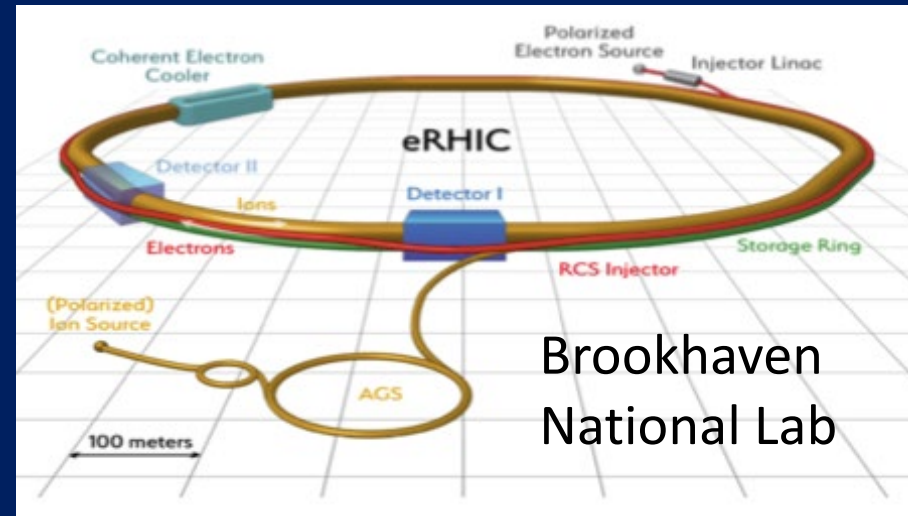 Polarized
Electron Source
Injector Linac
Coherent Electron
Cooler
eRHIC
Detector II
Detector I
Ions
Electrons
Storage Ring
RCS Injector
(Polarized)
Ion Source
AGS
100 meters
Brookhaven
National Lab